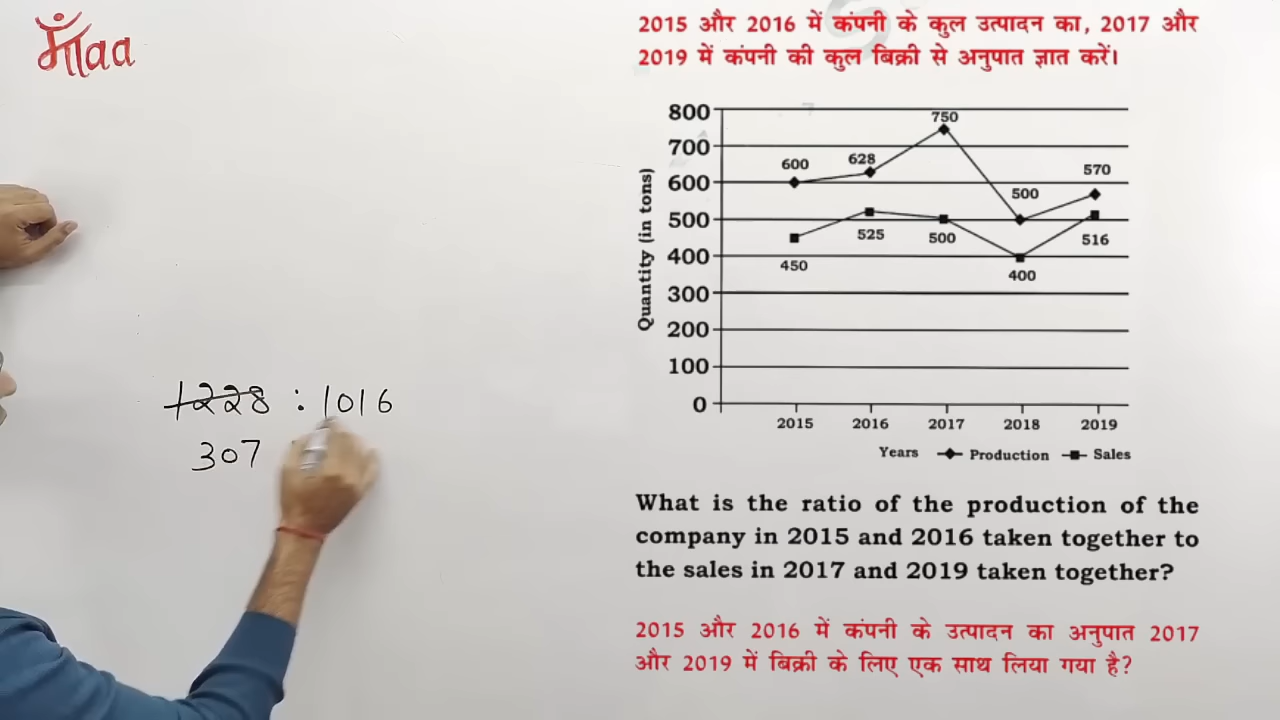 माँaa
2015 और 2016 में कंपनी के कुल उत्पादन का, 2017 और
2019 में कंपनी की कुल बिक्री से अनुपात ज्ञात करें।
800
700
600
500
400
300
200
100
0
Quantity (in tons)
600
628
750
500
570
450
525
500
400
516
2015 2016 2017 2018 2019
Years Production Sales
1228 : 1016
307
What is the ratio of the production of the
company in 2015 and 2016 taken together to
the sales in 2017 and 2019 taken together?
2015 और 2016 में कंपनी के उत्पादन का अनुपात 2017
और 2019 में बिक्री के लिए एक साथ लिया गया है?